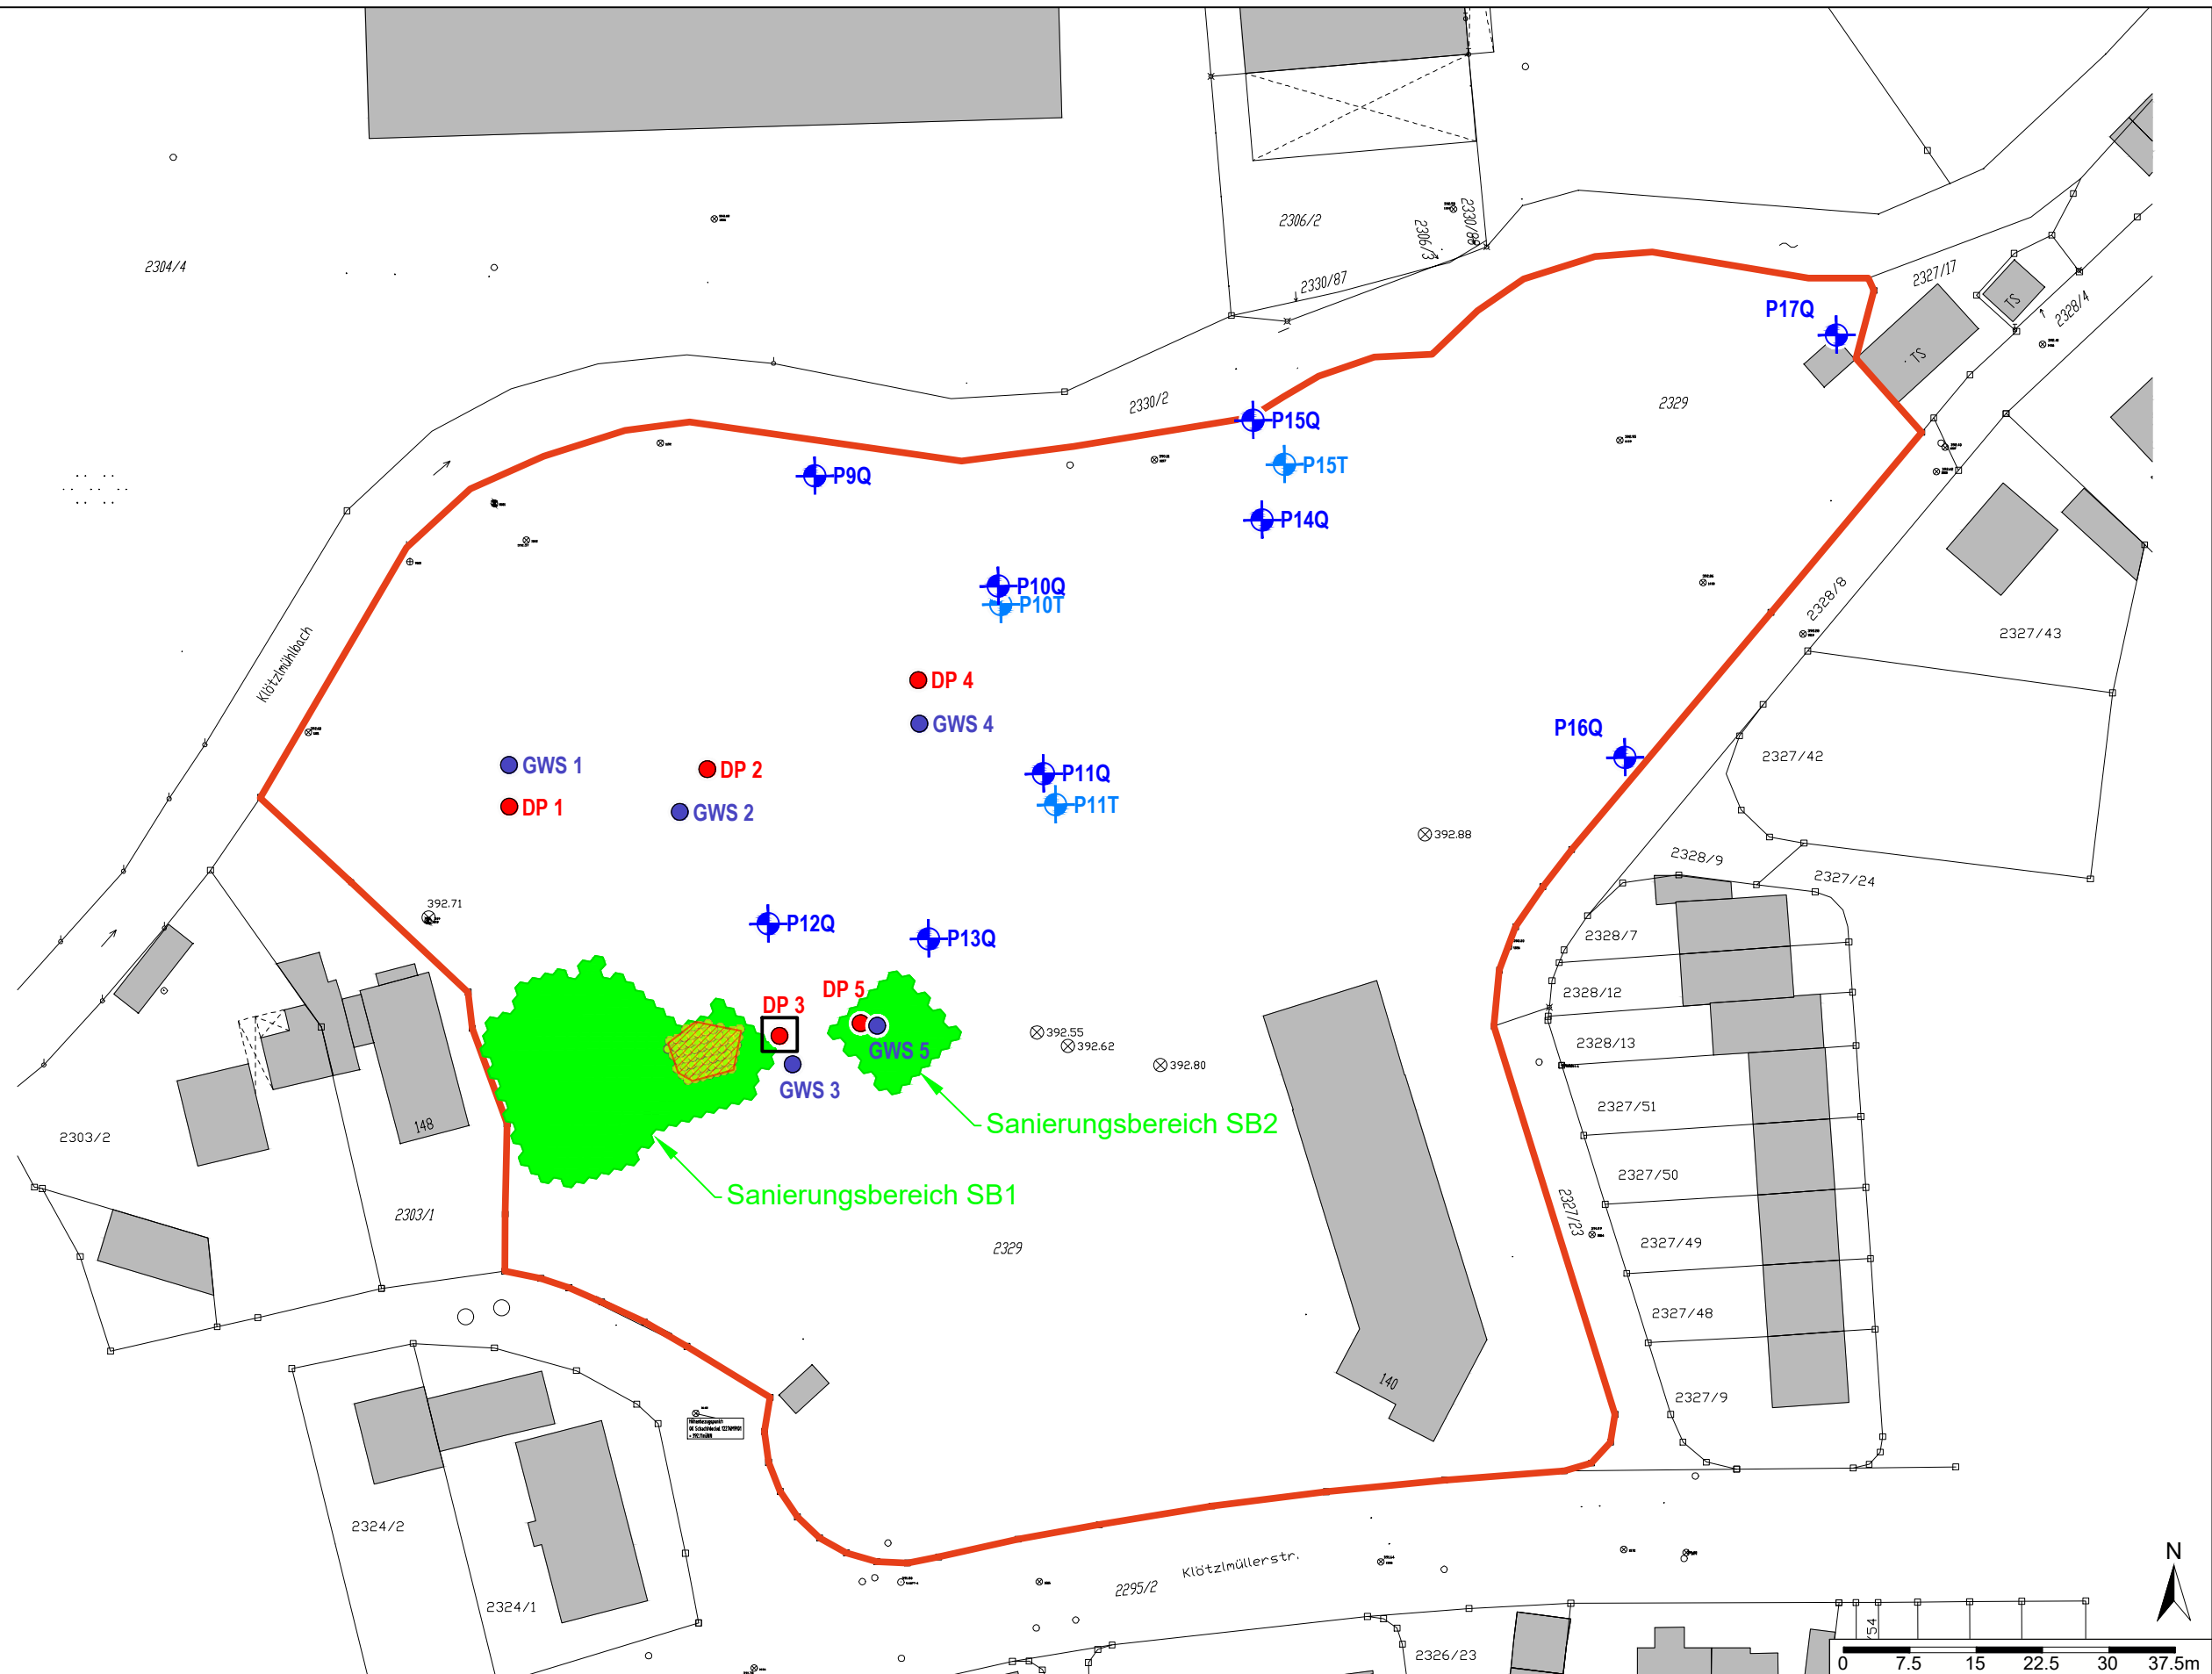 2304/4
2306/2
2306/3
2330/88
2330/87
2327/17
TS
2328/4
P17Q
TS
2330/2
2329
P15Q
P15T
P9Q
P14Q
P10Q
P10T
2328/8
2327/43
Klötzlmühlbach
DP 4
GWS 4
P16Q
2327/42
GWS 1
DP 2
P11Q
DP 1
GWS 2
P11T
392.88
2328/9
2327/24
392.71
P12Q
P13Q
2328/7
DP 5
2328/12
DP 3
392.55
392.62
2328/13
GWS 5
392.80
GWS 3
2327/51
Sanierungsbereich SB2
148
2303/2
2327/50
Sanierungsbereich SB1
2303/1
2327/23
2329
2327/49
2327/48
140
2327/9
2324/2
Klötzlmüllerstr.
2295/2
2324/1
N
/54
2326/23
0 7.5 15 22.5 30 37.5m